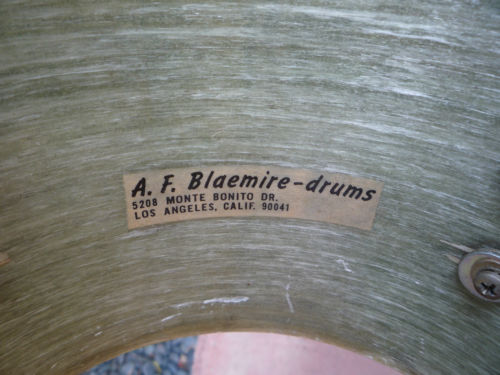 A. F. Blaemire-drums
5208 MONTE BONITO DR.
LOS ANGELES, CALIF. 90041